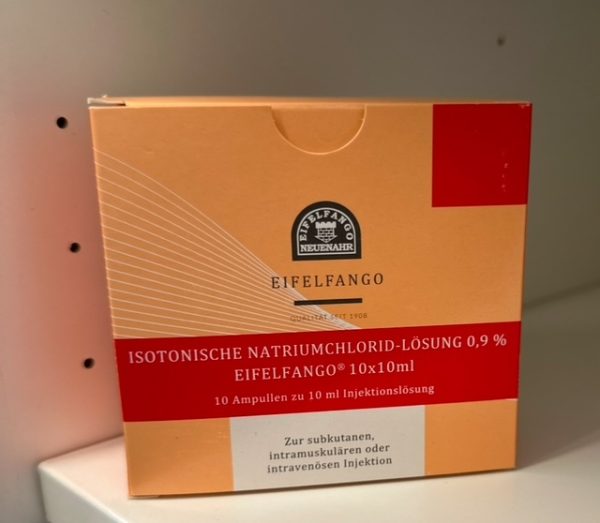 EIFELFANGO
NEUENAHR
EIFELFANGO
QUALITÄT SEIT 1908
ISOTONISCHE NATRIUMCHLORID-LÖSUNG 0,9 %
EIFELFANGO® 10x10ml
10 Ampullen zu 10 ml Injektionslösung
Zur subkutanen,
intramuskulären oder
intravenösen Injektion